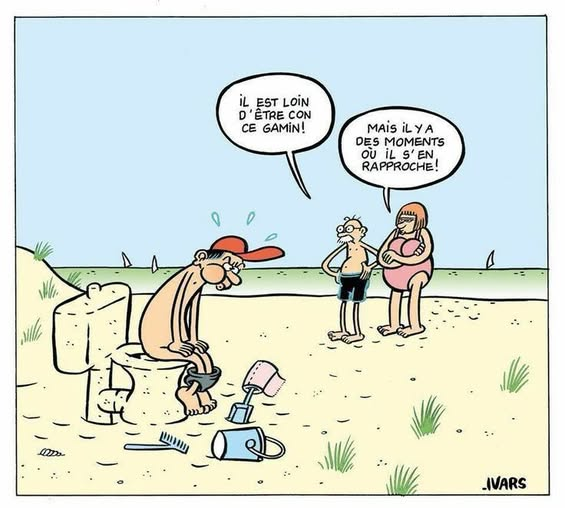 IL EST LOIN
D'ÊTRE CON
CE GAMIN!
MAIS IL Y A
DES MOMENTS
OÙ IL S'EN
RAPPROCHE!
IVARS